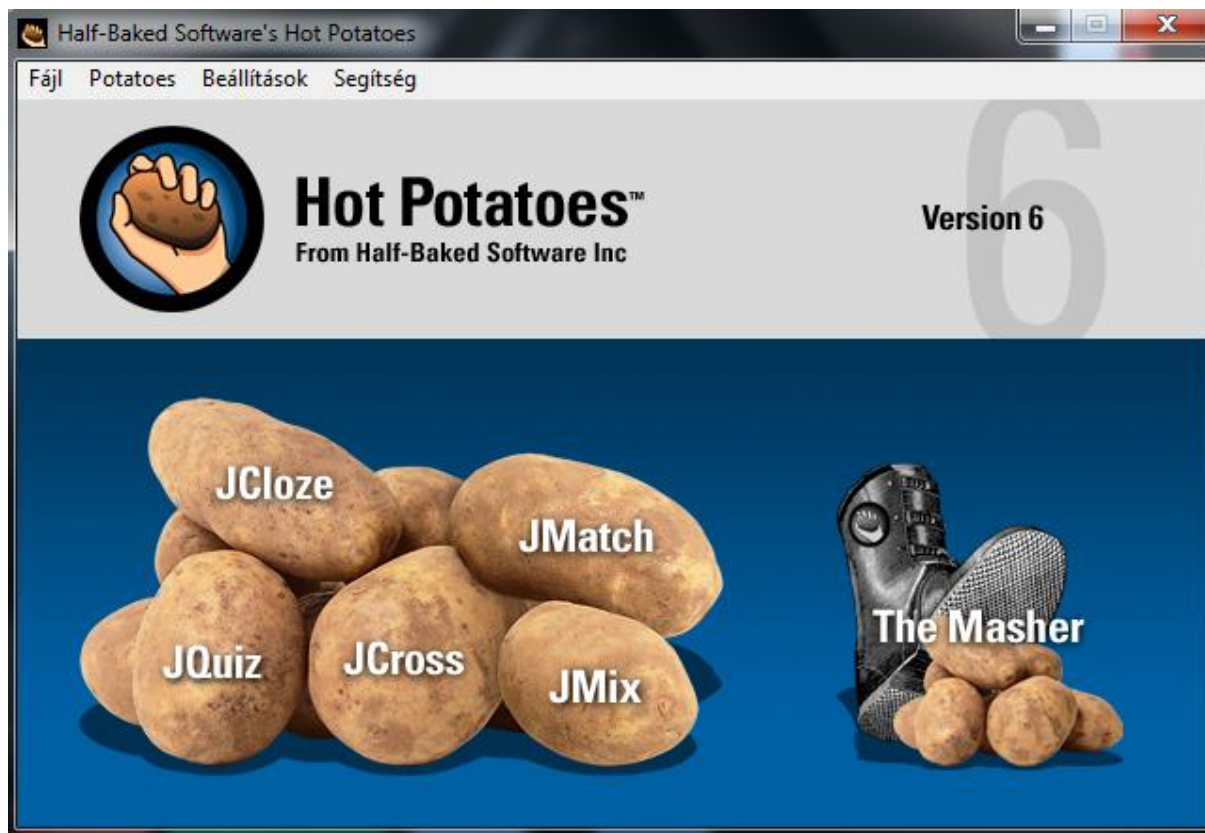 Half-Baked Software's Hot Potatoes
Fájl Potatoes Beállítások Segítség
Hot Potatoes™
From Half-Baked Software Inc
Version 6
6
JCloze
JMatch
JQuiz
JCross
JMix
The Masher